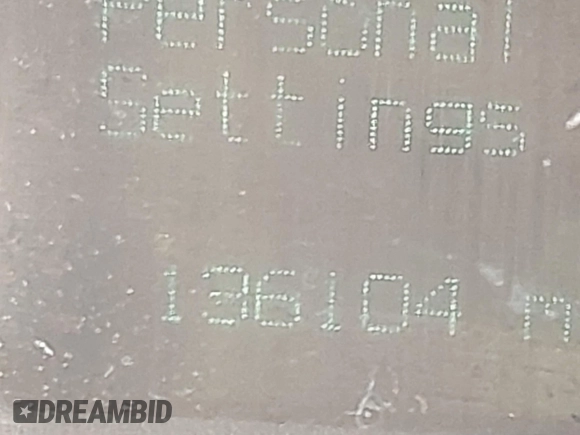 Personal
Settings
136104 m
DREAMBID